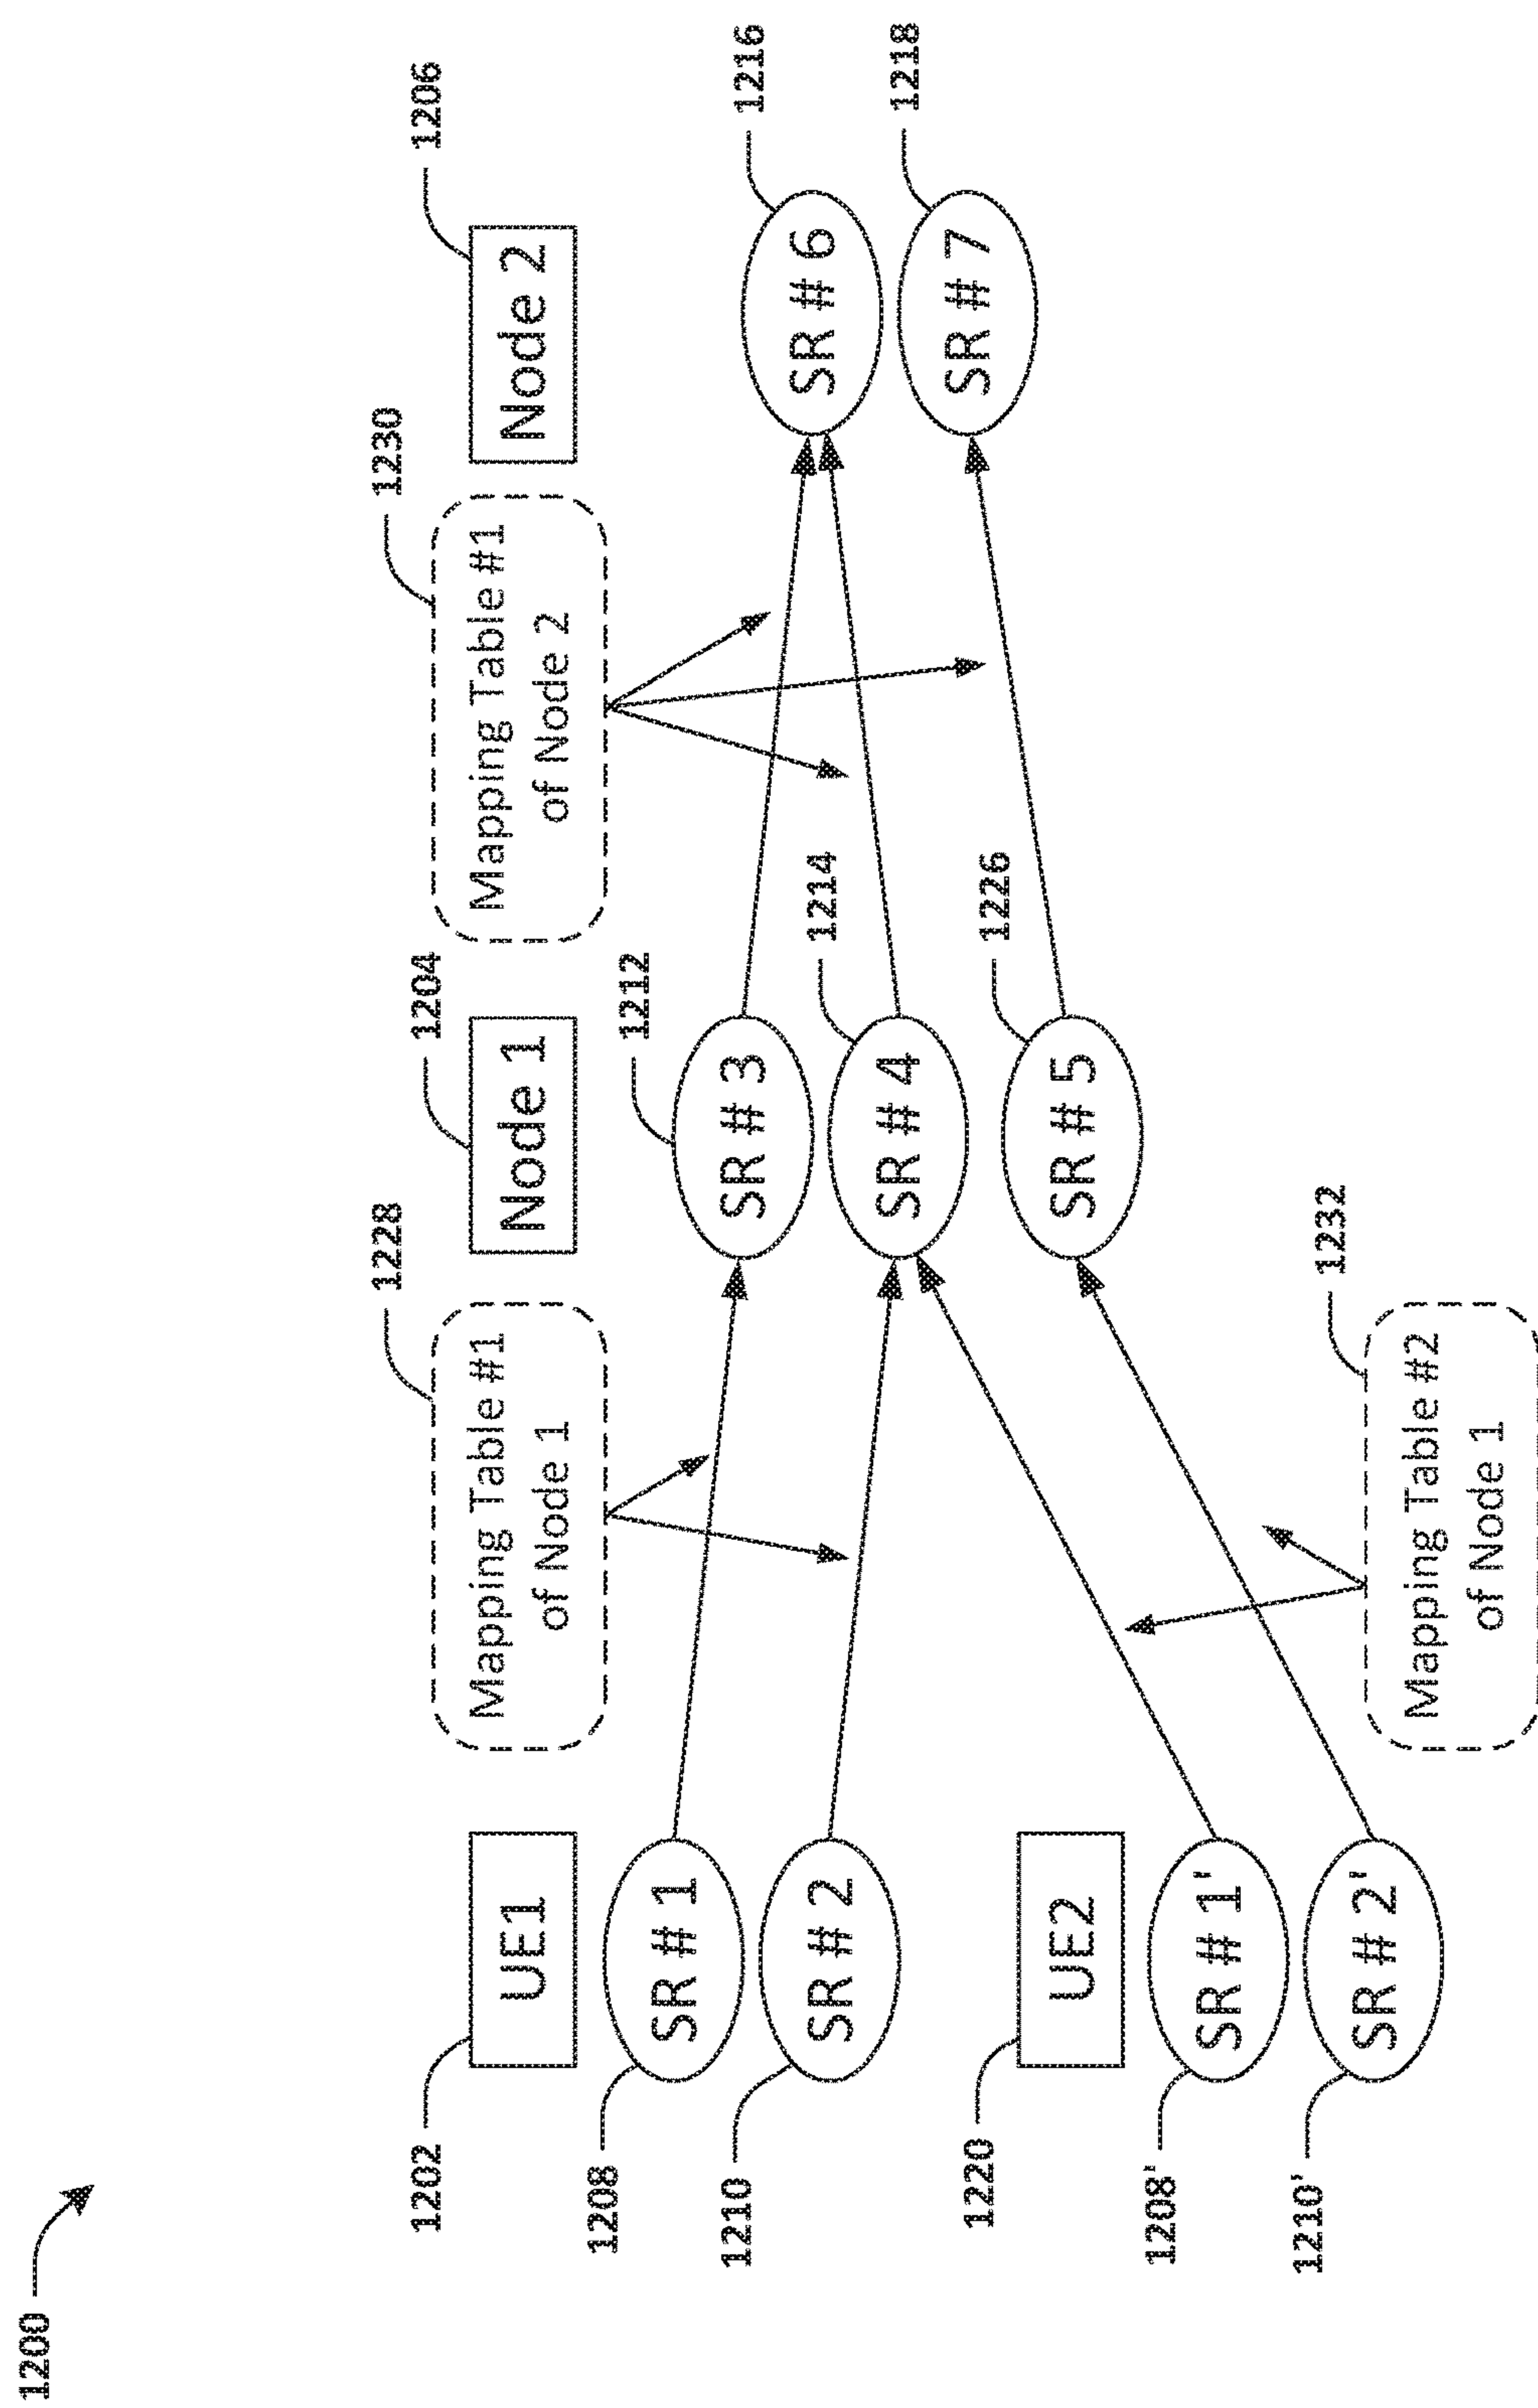 1200
1202
UE1
1228
Mapping Table #1
of Node 1
1204
Node 1
1230
Mapping Table #1
of Node 2
1206
Node 2
1208
SR # 1
1210
SR # 2
1212
SR # 3
1214
SR # 4
1226
SR # 5
1216
SR # 6
1218
SR # 7
1220
UE2
1208'
SR # 1'
1210'
SR # 2'
1232
Mapping Table #2
of Node 1